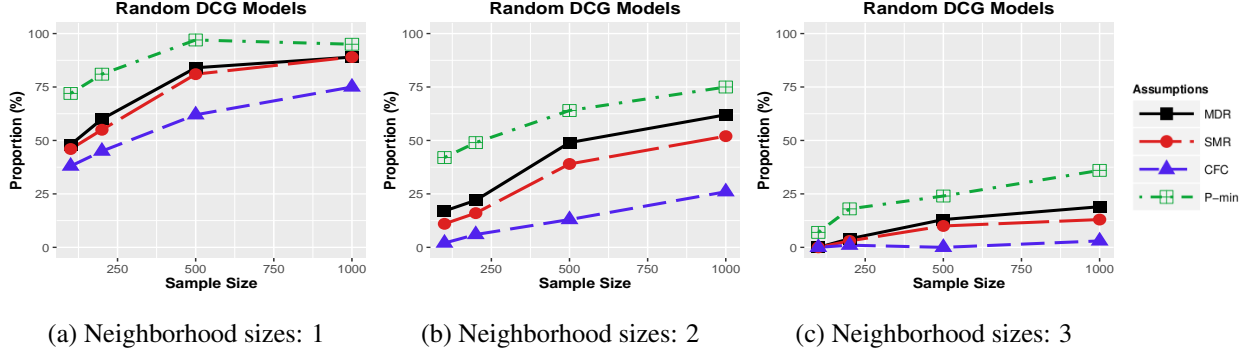 Random DCG Models
Random DCG Models
Random DCG Models
Proportion (%)
100
75
50
25
0
250
500
750
1000
Sample Size
Proportion (%)
100
75
50
25
0
250
500
750
1000
Sample Size
Proportion (%)
100
75
50
25
0
250
500
750
1000
Sample Size
Assumptions
MDR
SMR
CFC
P-min
(a) Neighborhood sizes: 1
(b) Neighborhood sizes: 2
(c) Neighborhood sizes: 3